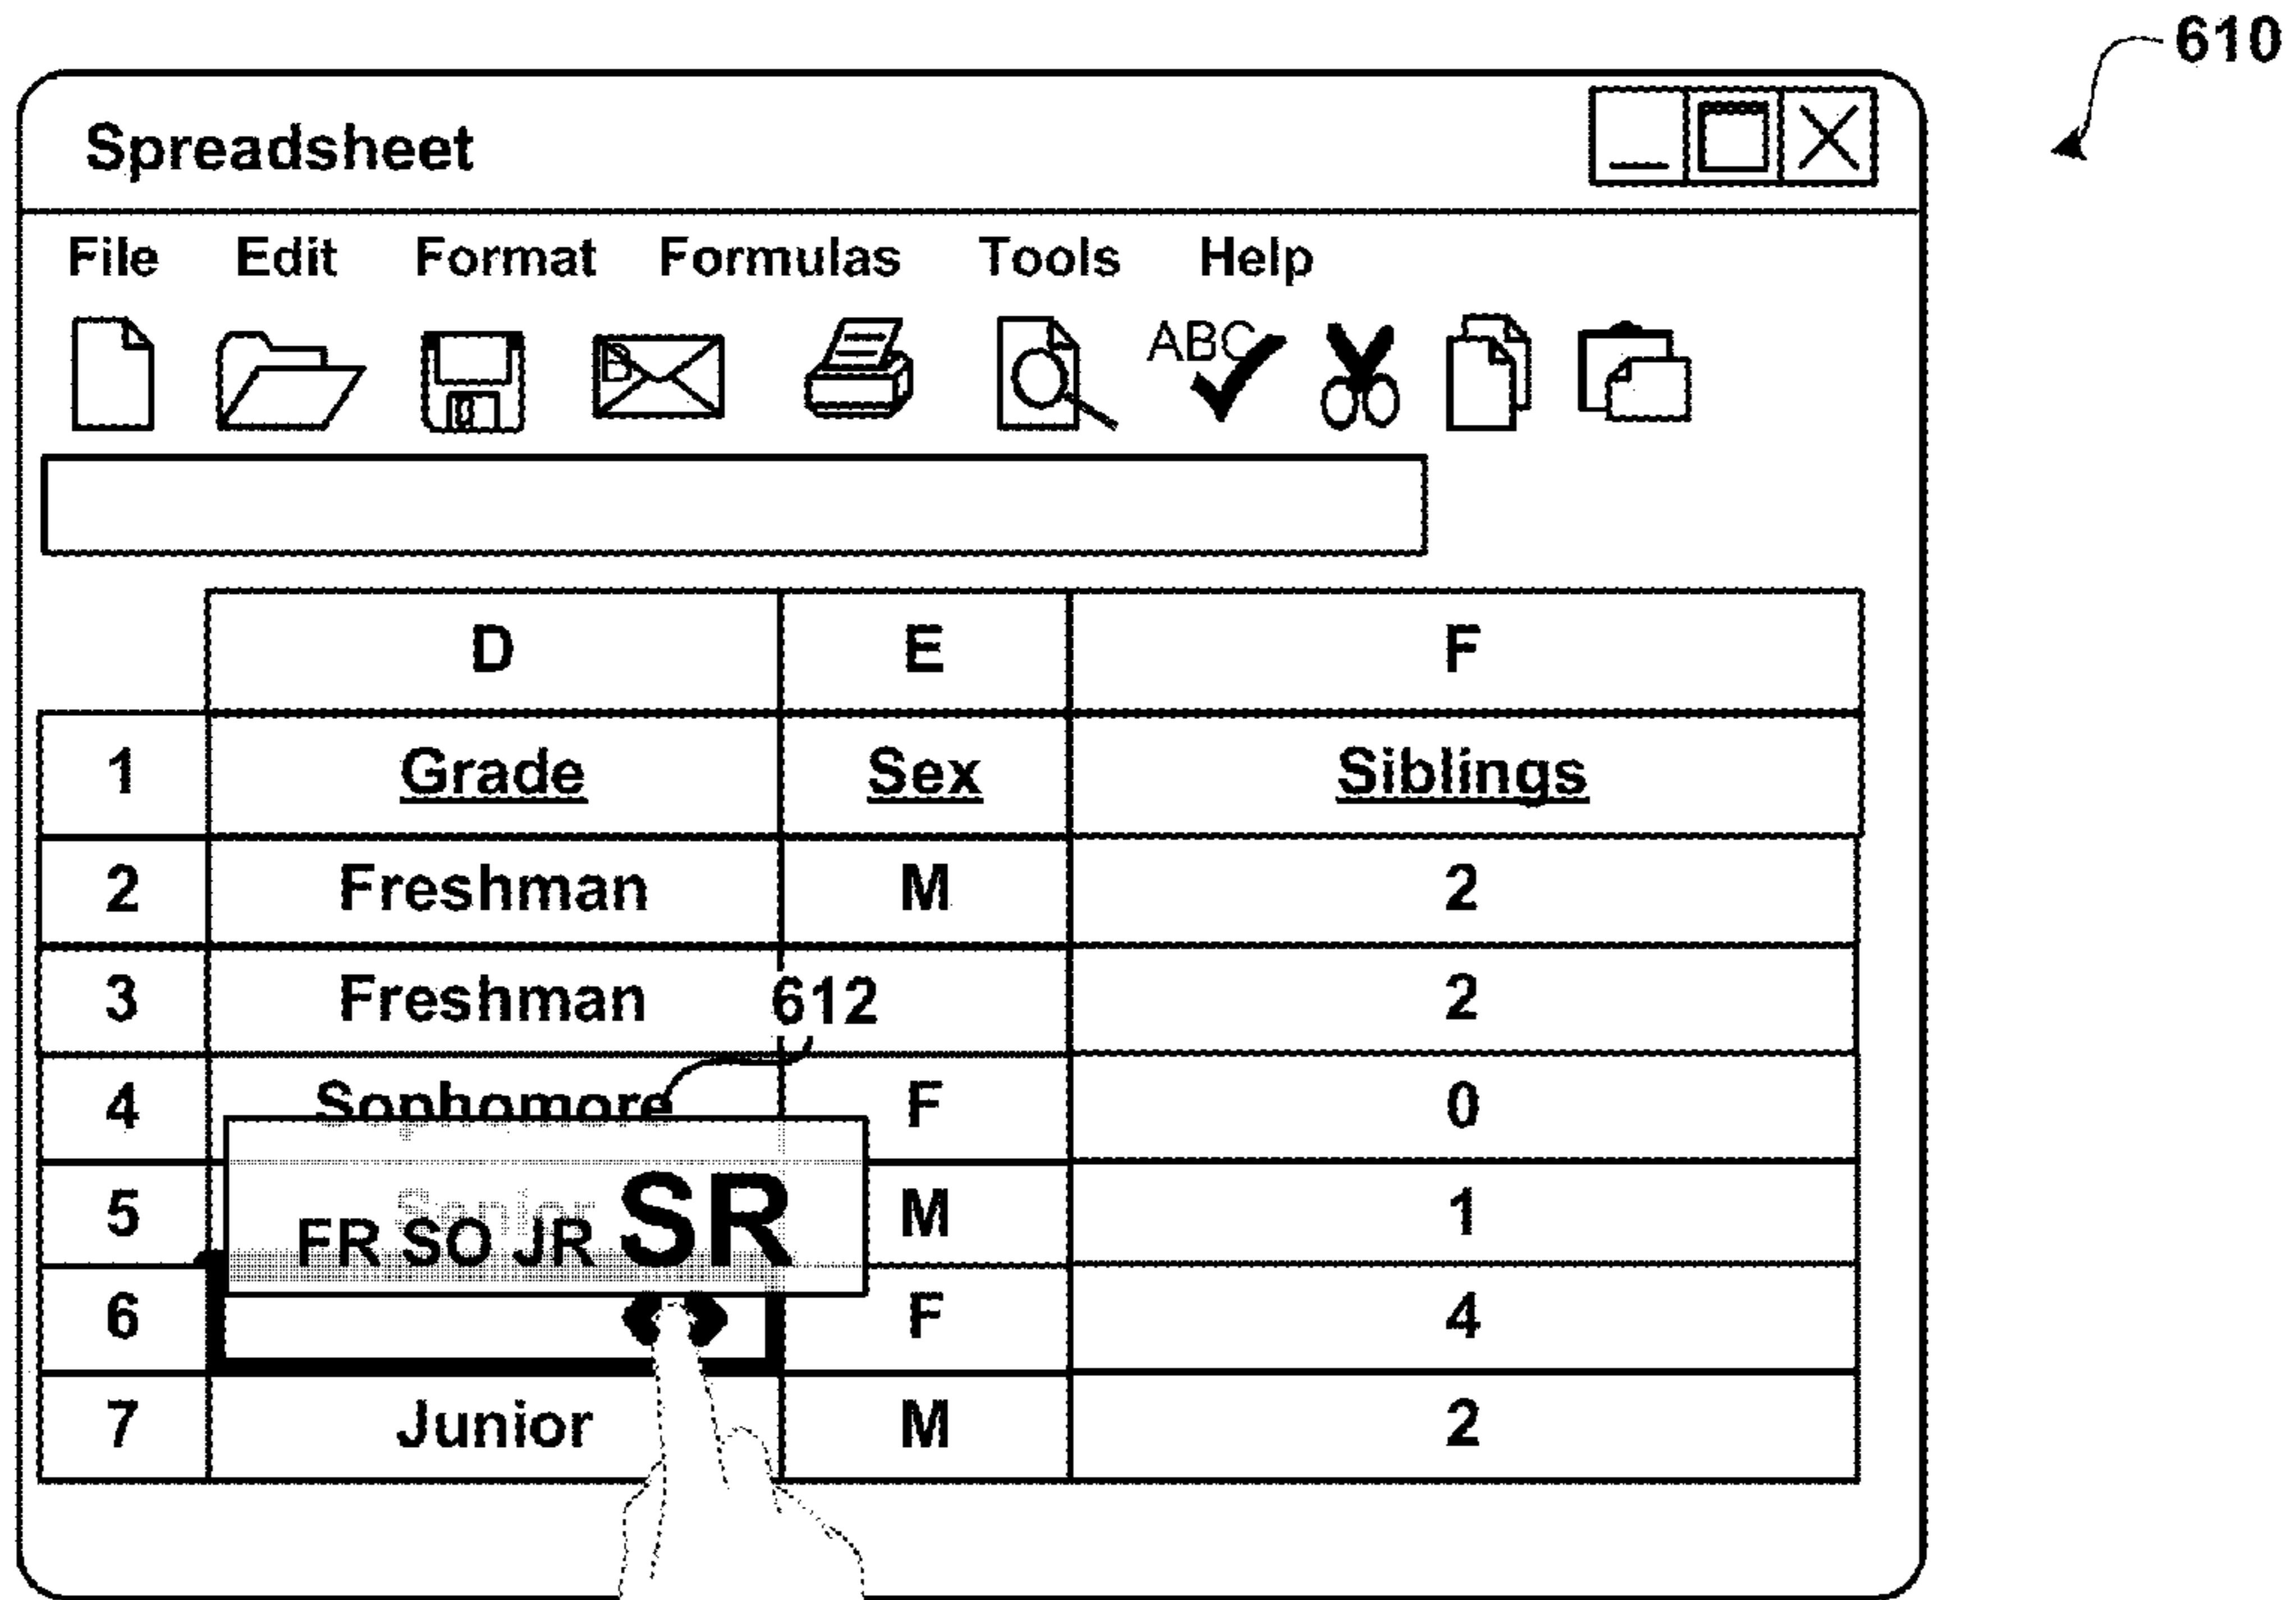 610
Spreadsheet
File Edit Format Formulas Tools Help
ABC
D E F
1 Grade Sex Siblings
2 Freshman M 2
3 Freshman 612 2
4 Sophomore F 0
5 Senior M 1
FR SO JR SR
6 F 4
7 Junior M 2